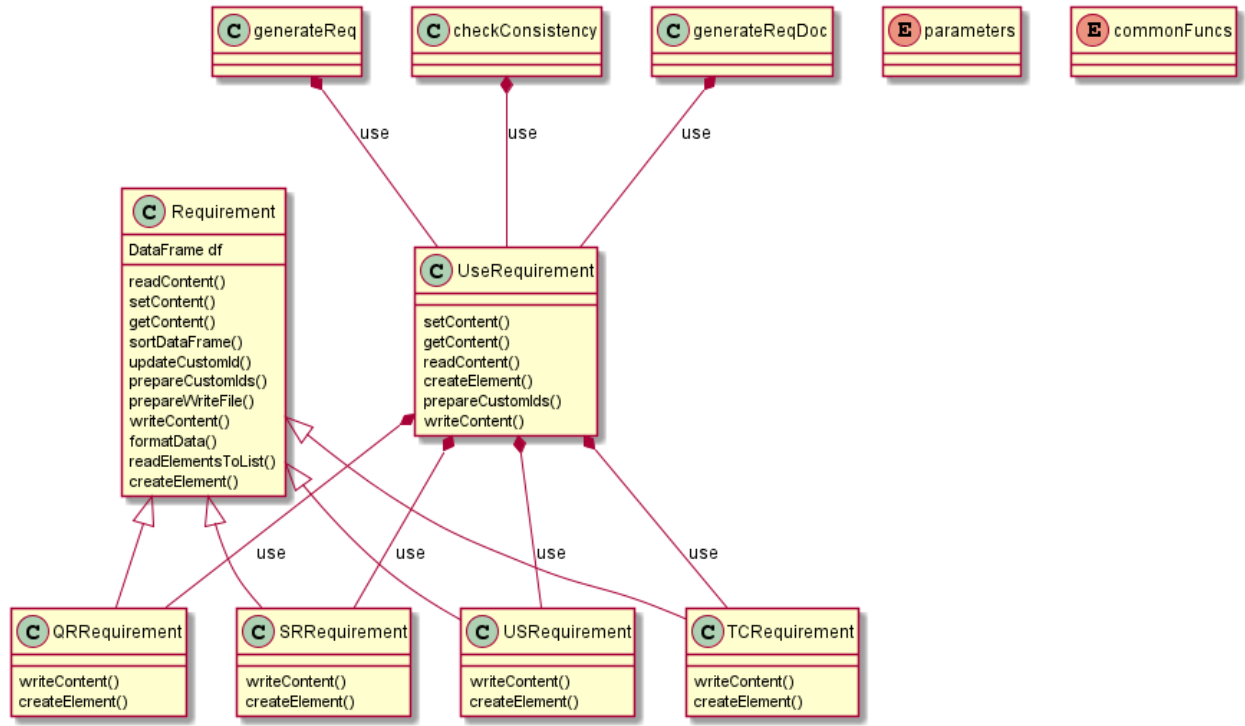 C generateReq
C checkConsistency
C generateReqDoc
E parameters
E commonFuncs
use
use
use
C Requirement
DataFrame df
readContent()
setContent()
getContent()
sortDataFrame()
updateCustomId()
prepareCustomIds()
prepareWriteFile()
writeContent()
formatData()
readElementsToList()
createElement()
C UseRequirement
setContent()
getContent()
readContent()
createElement()
prepareCustomIds()
writeContent()
use
use
use
use
C QRRequirement
writeContent()
createElement()
C SRRequirement
writeContent()
createElement()
C USRequirement
writeContent()
createElement()
C TCRequirement
writeContent()
createElement()